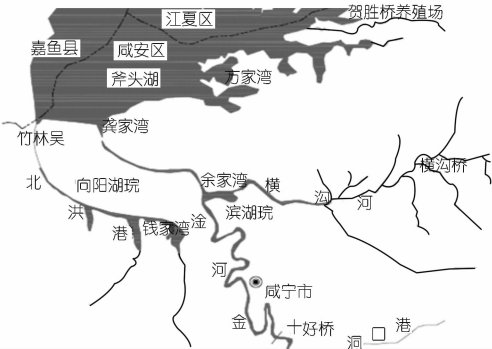 江夏区
贺胜桥养殖场
嘉鱼县
咸安区
斧头湖
万家湾
龚家湾
竹林吴
横沟桥
北
向阳湖垸
余家湾
横
沟
河
洪
滨湖垸
港
钱家湾
淦
河
咸宁市
金
十好桥
洞
口
港